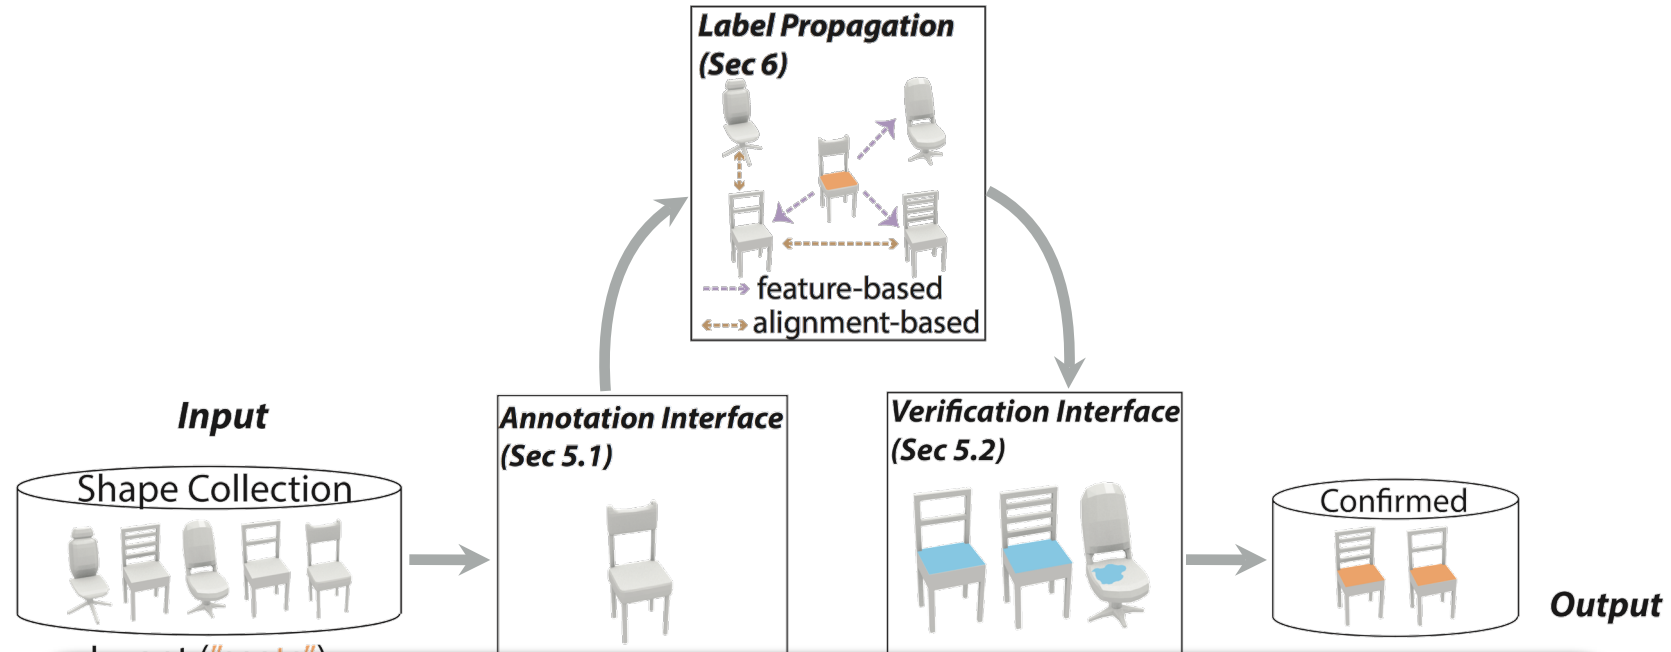 Label Propagation
(Sec 6)
feature-based
alignment-based
Input
Shape Collection
Annotation Interface
(Sec 5.1)
Verification Interface
(Sec 5.2)
Confirmed
Output